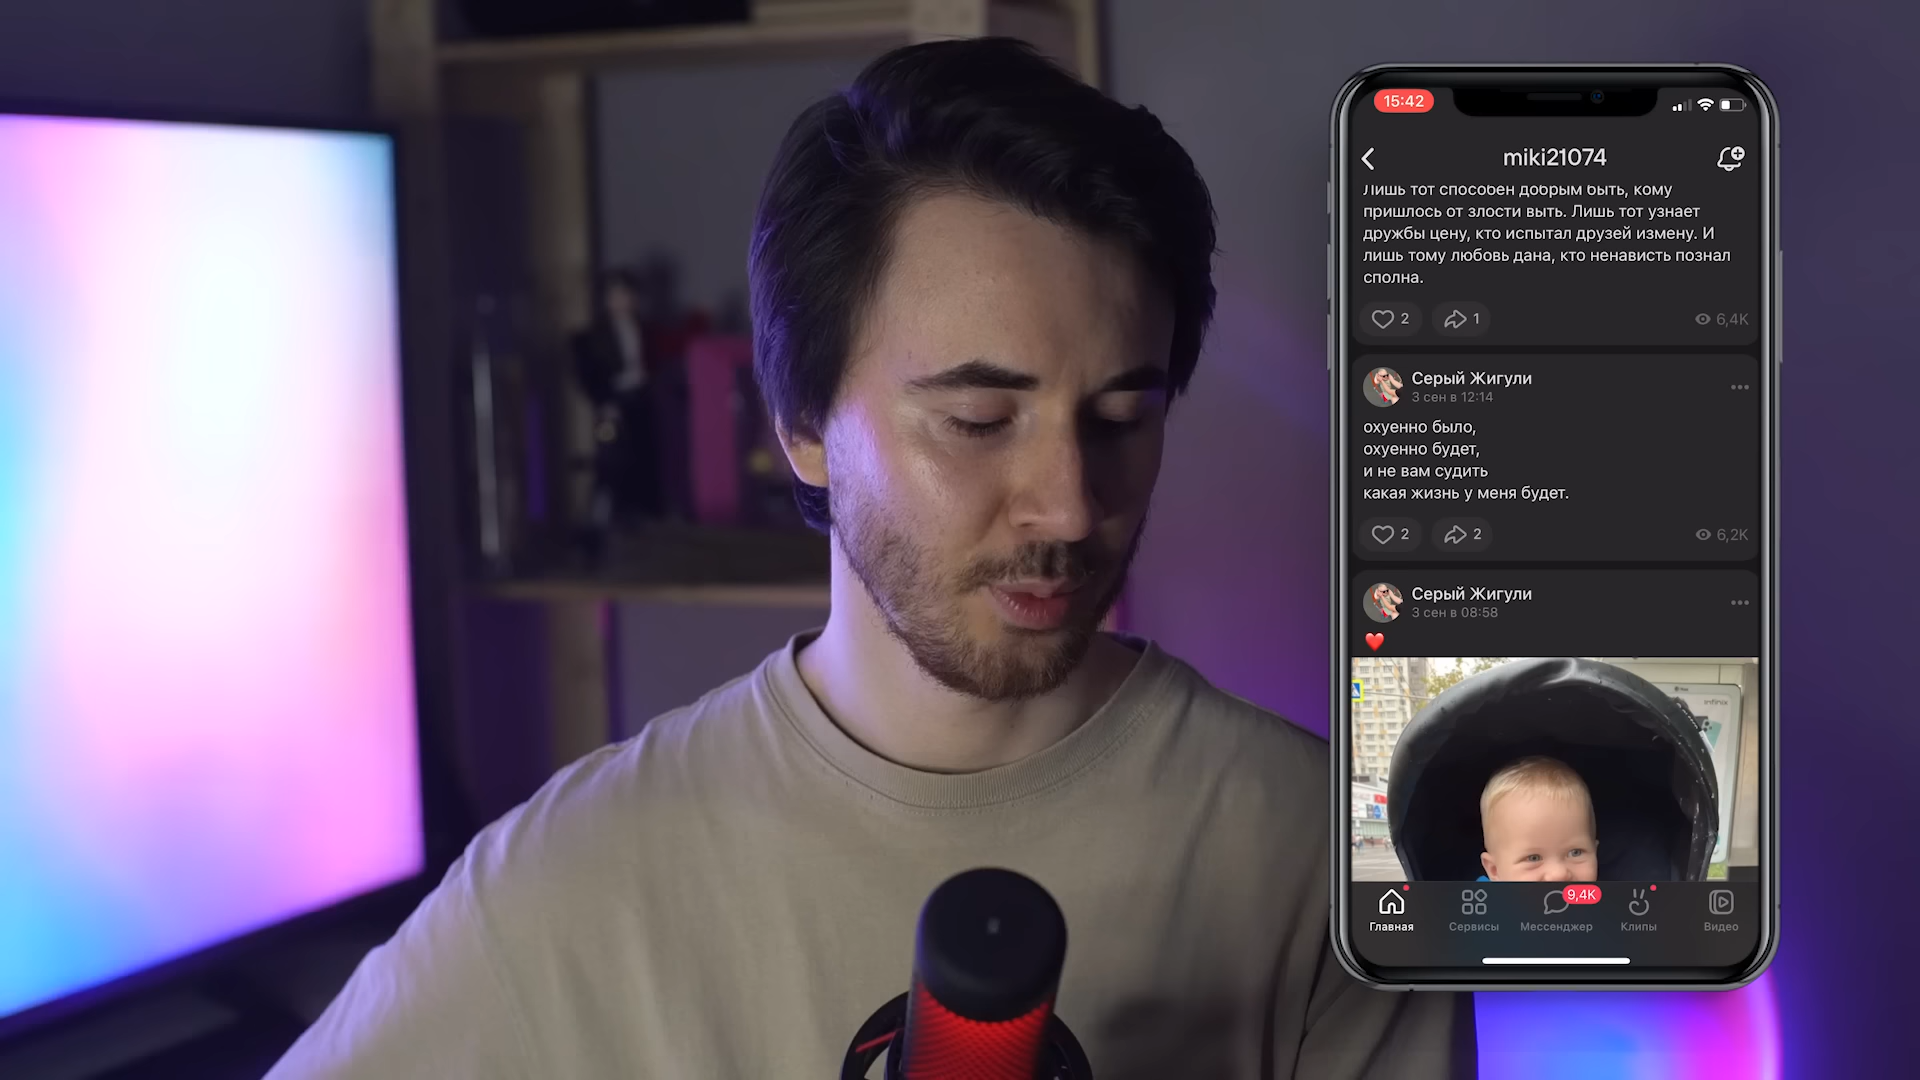 15:42
miki21074
Лишь тот способен добрым быть, кому
пришлось от злости выть. Лишь тот узнает
дружбы цену, кто испытал друзей измену. И
лишь тому любовь дана, кто ненависть познал
сполна.
2
1
6,4K
Серый Жигули
3 сен в 12:14
охуенно было,
охуенно будет,
и не вам судить
какая жизнь у меня будет.
2
2
6,2K
Серый Жигули
3 сен в 08:58
Infinix
9,4K
Главная
Сервисы
Мессенджер
Клипы
Видео